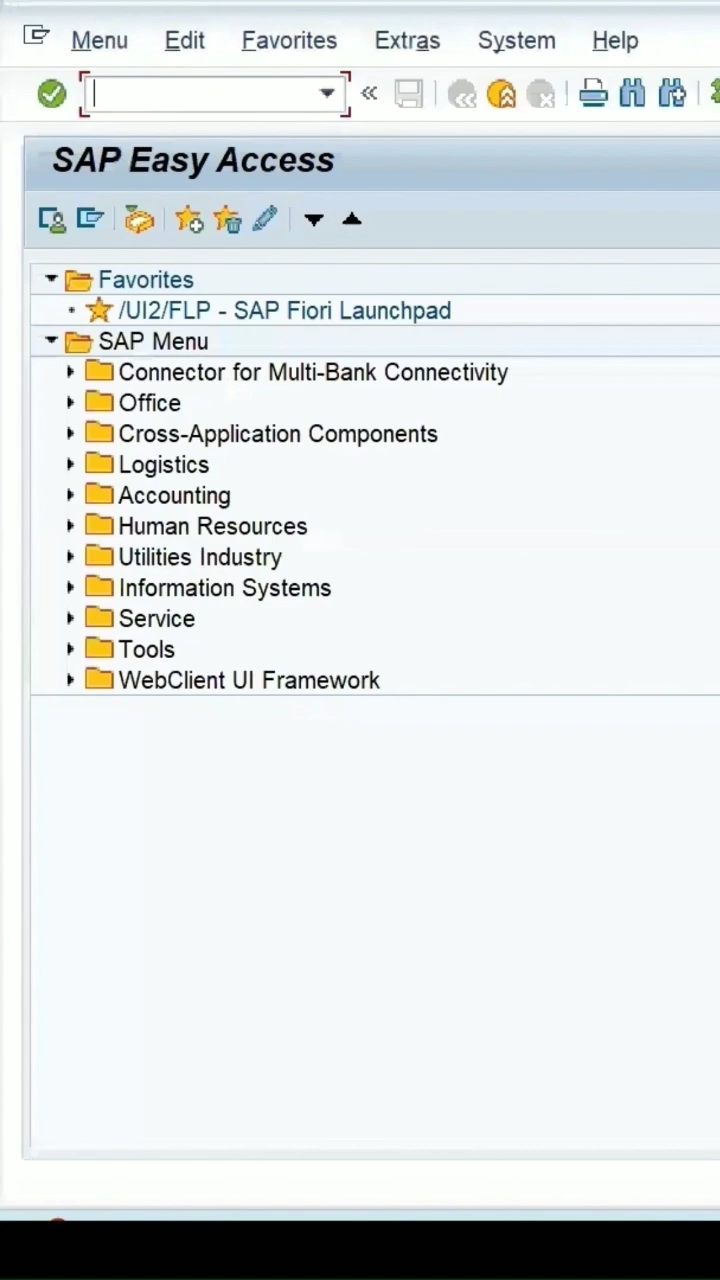 Menu Edit Favorites Extras System Help
SAP Easy Access
Favorites
/UI2/FLP - SAP Fiori Launchpad
SAP Menu
Connector for Multi-Bank Connectivity
Office
Cross-Application Components
Logistics
Accounting
Human Resources
Utilities Industry
Information Systems
Service
Tools
WebClient UI Framework